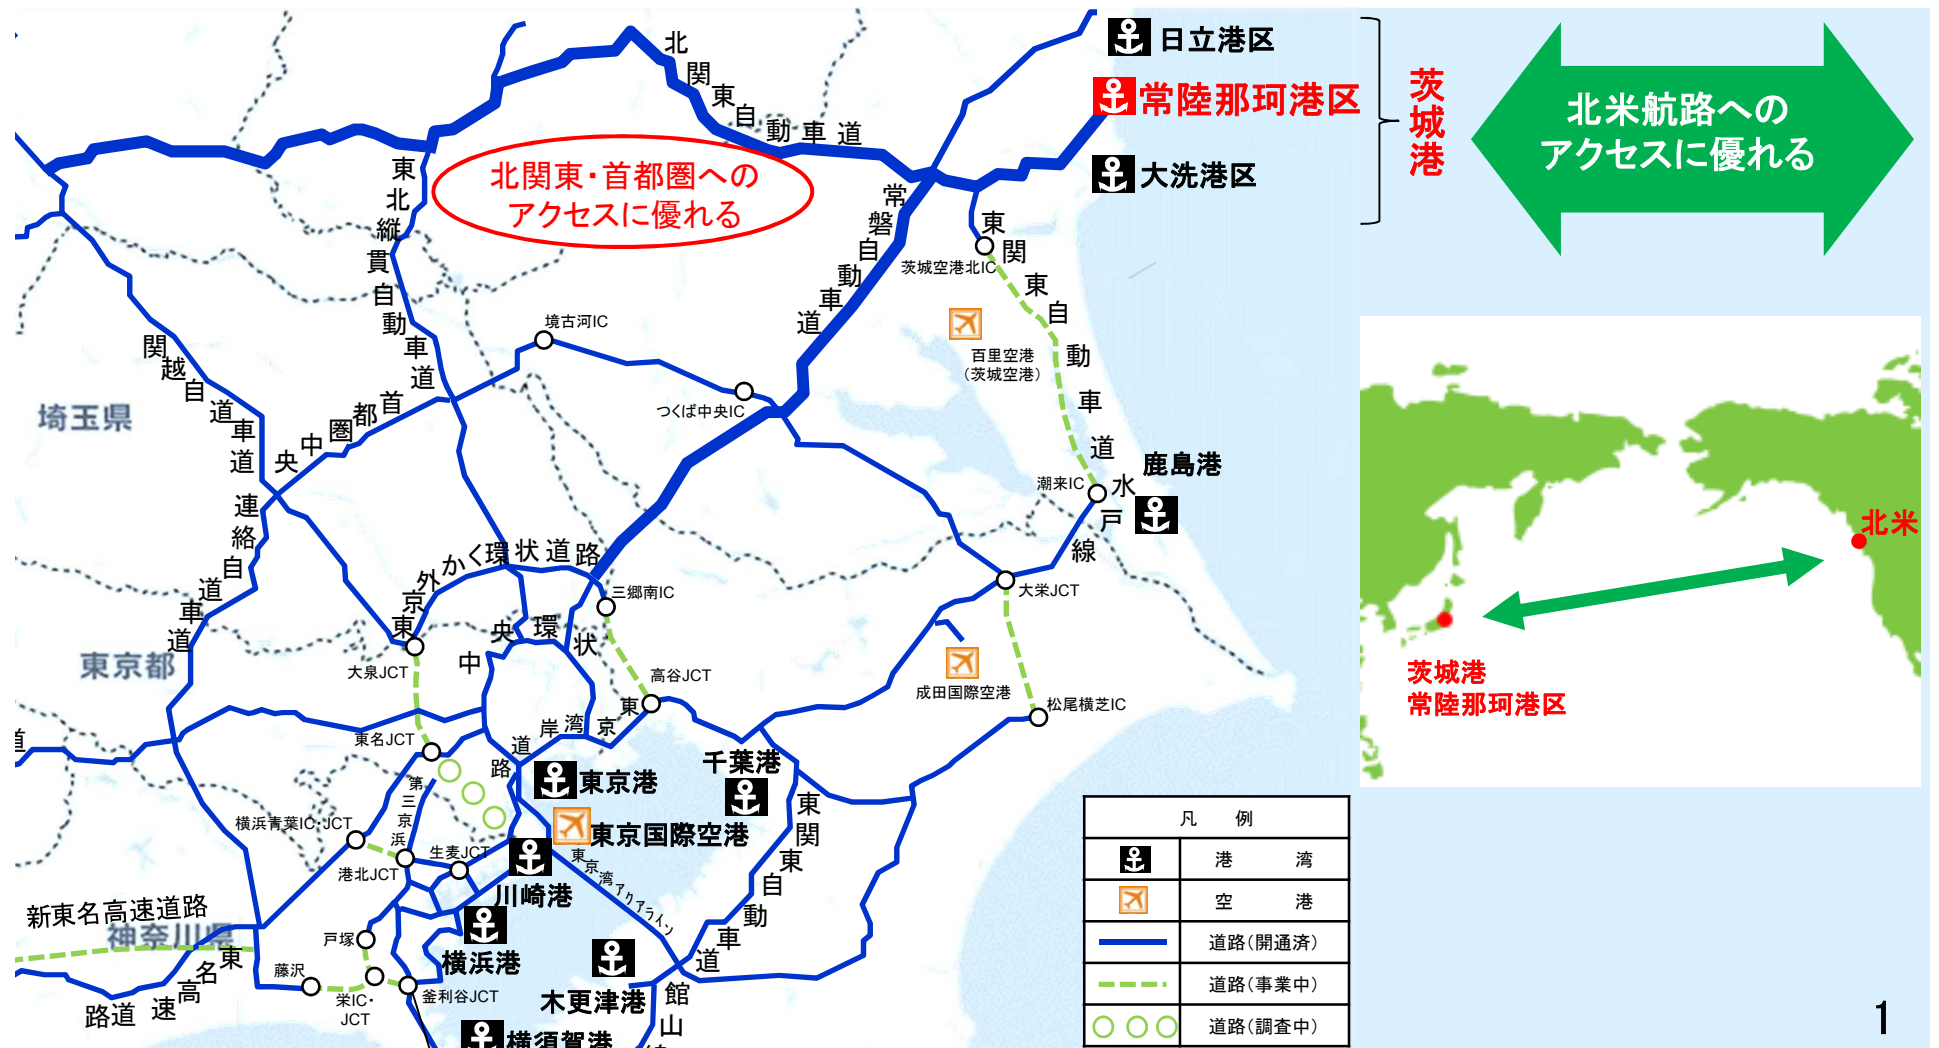 日立港区
常陸那珂港区
大洗港区
茨城港
北米航路への
アクセスに優れる
北関東・首都圏への
アクセスに優れる
北関東自動車道
東北縦貫自動車道
常磐自動車道
東関東自動車道水戸線
茨城空港北IC
百里空港
(茨城空港)
境古河IC
つくば中央IC
関越自道車道
首都圏中央連絡自道車道
埼玉県
潮来IC
鹿島港
東京外かく環状道路
三郷南IC
大栄JCT
中央環状
東京都
大泉JCT
高谷JCT
成田国際空港
松尾横芝IC
東京湾岸道路
道
東名JCT
第三京浜
東京港
千葉港
東京国際空港
横浜青葉IC・JCT
港北JCT
生麦JCT
川崎港
東京湾アクアライン
東関東自動車道
新東名高速道路
神奈川県
東名高速道路
戸塚
横浜港
藤沢
栄IC・
JCT
釜利谷JCT
木更津港
館山
横須賀港
北米
茨城港
常陸那珂港区
凡 例
港 湾
空 港
道路(開通済)
道路(事業中)
道路(調査中)
1